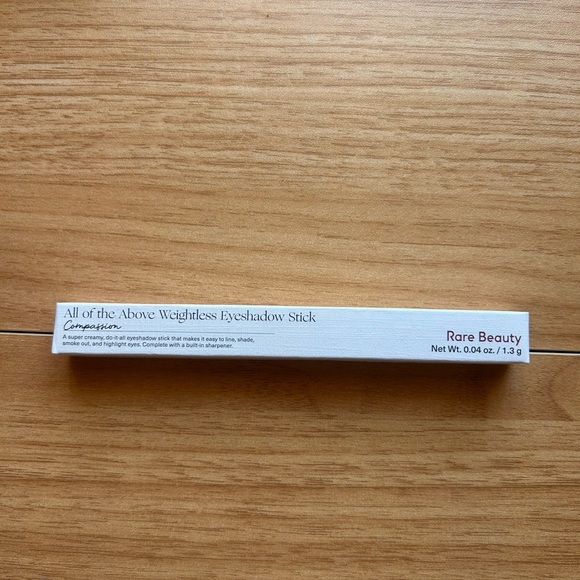 All of the Above Weightless Eyeshadow Stick
Compassion
A super creamy, do-it-all eyeshadow stick that makes it easy to line, shade,
smoke out, and highlight eyes. Complete with a built-in sharpener.
Rare Beauty
Net Wt. 0.04 oz. / 1.3 g